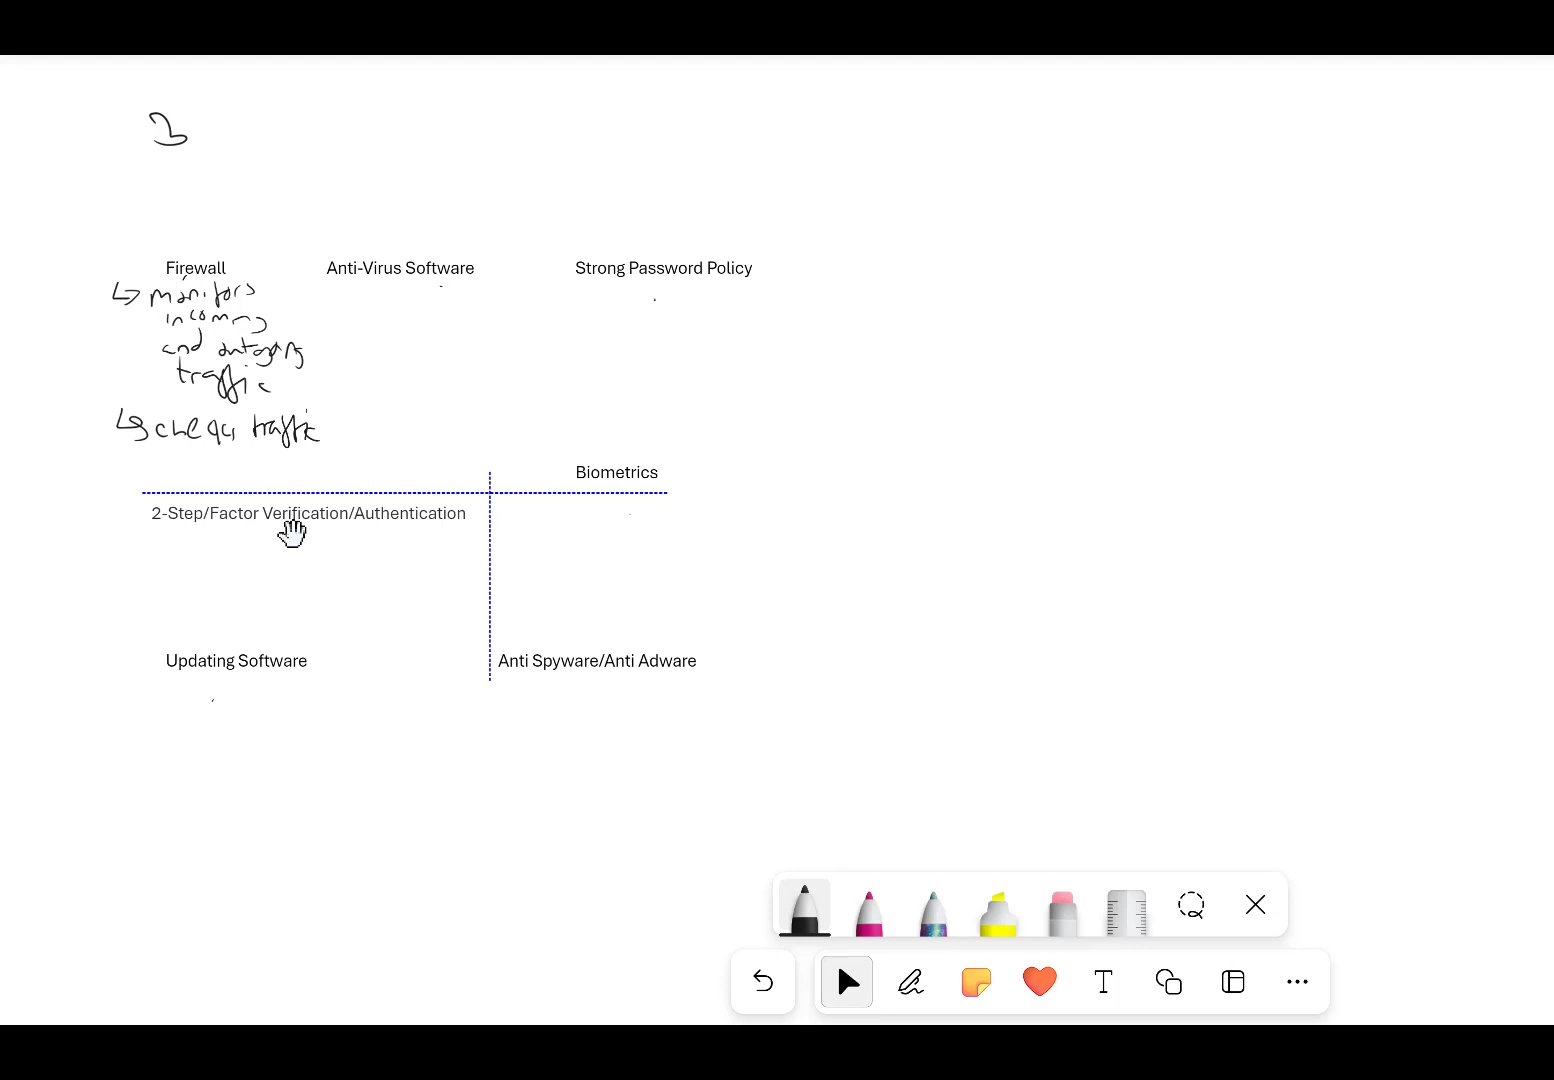 2
Firewall
Anti-Virus Software
Strong Password Policy
↳ monitors
incoming
and outgoing
traffic
↳ checks traffic
Biometrics
2-Step/Factor Verification/Authentication
Updating Software
Anti Spyware/Anti Adware
T